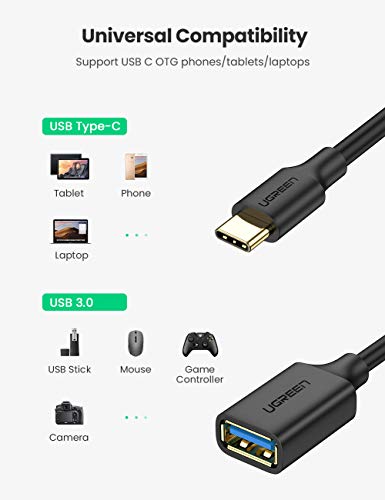 Universal Compatibility
Support USB C OTG phones/tablets/laptops
USB Type-C
Tablet
Phone
Laptop
UGREEN
USB 3.0
USB Stick
Mouse
Game
Controller
Camera
UGREEN